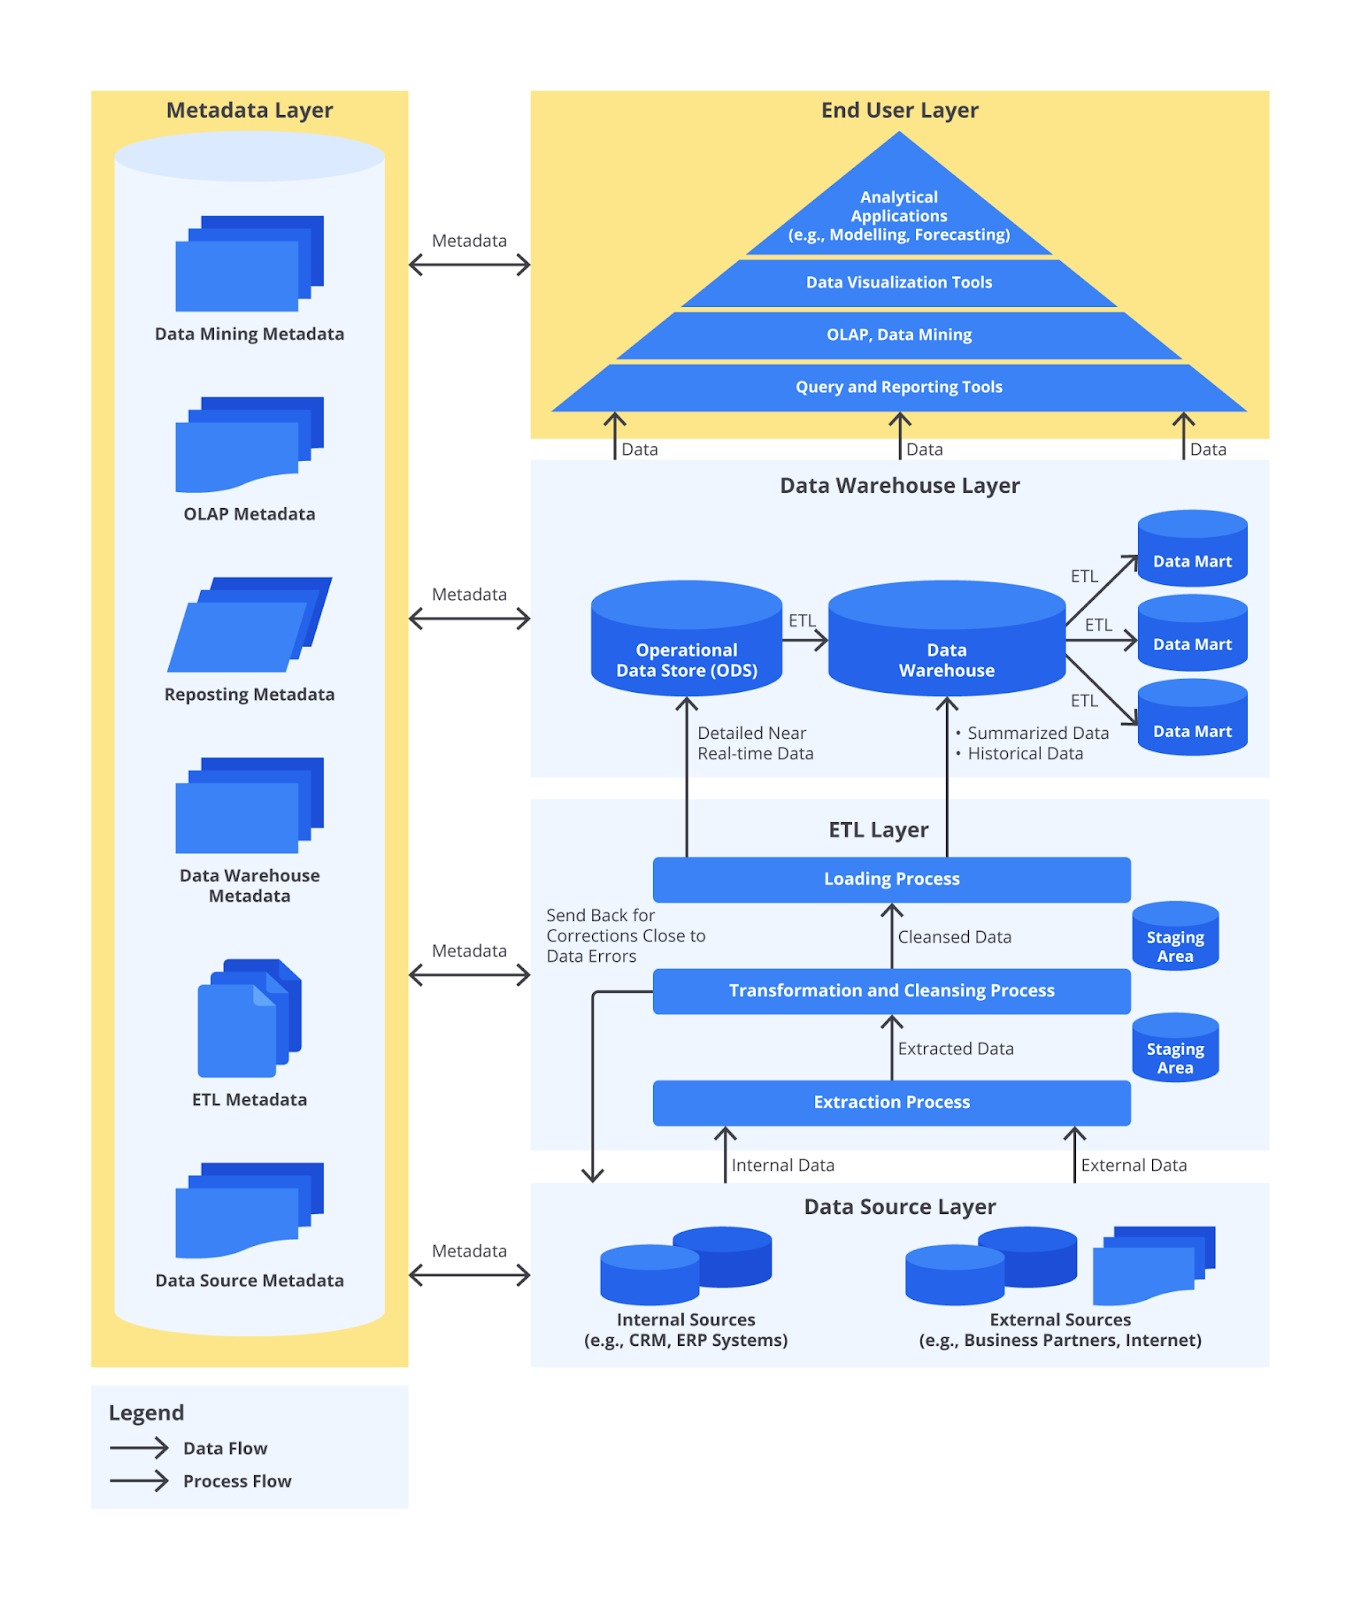 Metadata Layer
Data Mining Metadata
OLAP Metadata
Reposting Metadata
Data Warehouse
Metadata
ETL Metadata
Data Source Metadata
Metadata
Metadata
Metadata
Metadata
End User Layer
Analytical
Applications
(e.g., Modelling, Forecasting)
Data Visualization Tools
OLAP, Data Mining
Query and Reporting Tools
Data
Data
Data
Data Warehouse Layer
Operational
Data Store (ODS)
ETL
Data
Warehouse
ETL
ETL
ETL
Data Mart
Data Mart
Data Mart
Detailed Near
Real-time Data
• Summarized Data
• Historical Data
ETL Layer
Loading Process
Send Back for
Corrections Close to
Data Errors
Cleansed Data
Staging
Area
Transformation and Cleansing Process
Extracted Data
Staging
Area
Extraction Process
Internal Data
External Data
Data Source Layer
Internal Sources
(e.g., CRM, ERP Systems)
External Sources
(e.g., Business Partners, Internet)
Legend
Data Flow
Process Flow